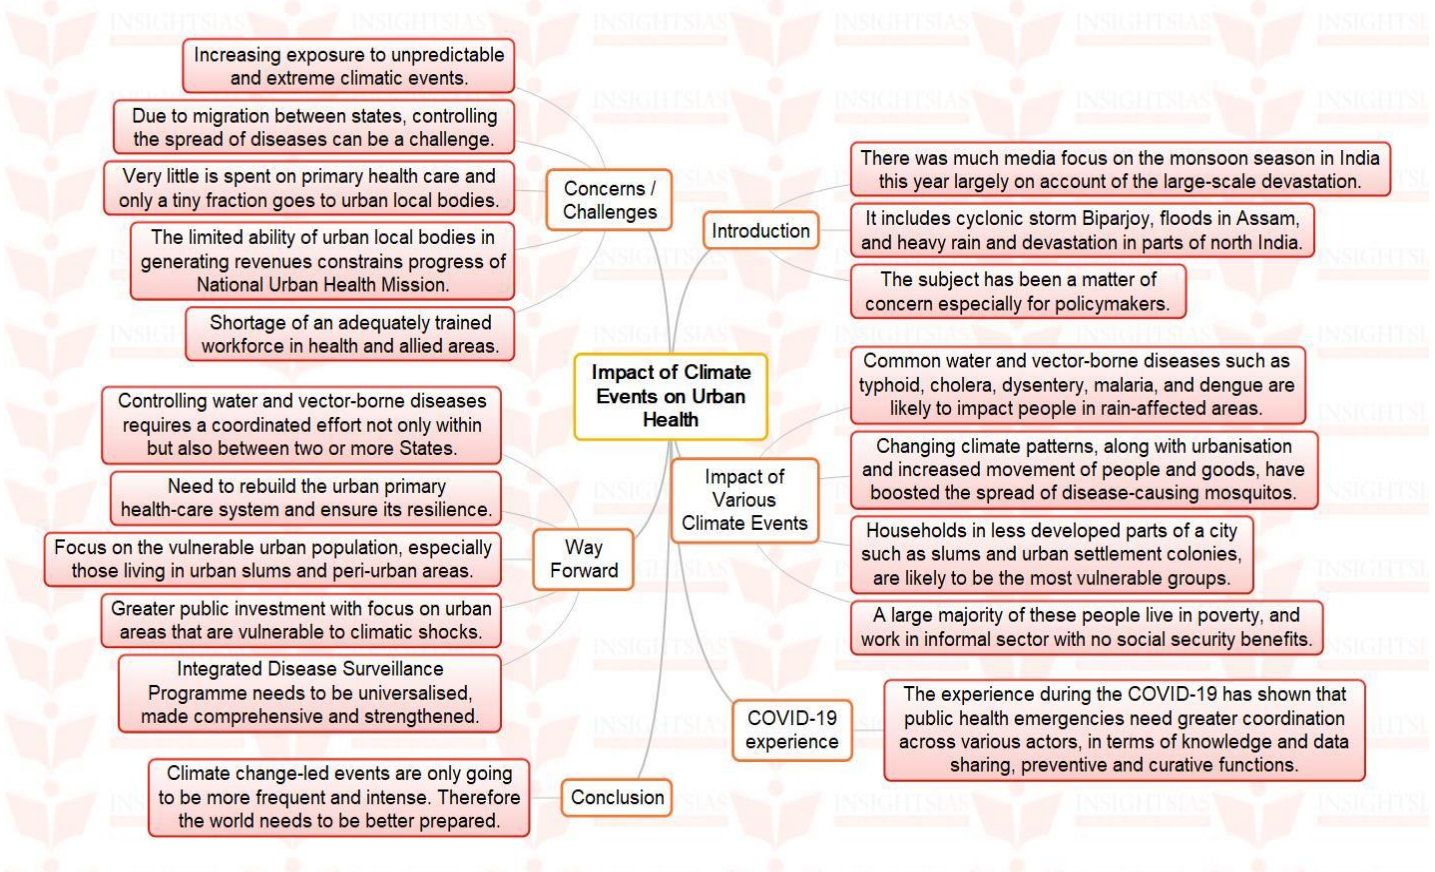 Impact of Climate
Events on Urban
Health
Introduction
There was much media focus on the monsoon season in India
this year largely on account of the large-scale devastation.
It includes cyclonic storm Biparjoy, floods in Assam,
and heavy rain and devastation in parts of north India.
The subject has been a matter of
concern especially for policymakers.
Impact of
Various
Climate Events
Common water and vector-borne diseases such as
typhoid, cholera, dysentery, malaria, and dengue are
likely to impact people in rain-affected areas.
Changing climate patterns, along with urbanisation
and increased movement of people and goods, have
boosted the spread of disease-causing mosquitos.
Households in less developed parts of a city
such as slums and urban settlement colonies,
are likely to be the most vulnerable groups.
A large majority of these people live in poverty, and
work in informal sector with no social security benefits.
COVID-19
experience
The experience during the COVID-19 has shown that
public health emergencies need greater coordination
across various actors, in terms of knowledge and data
sharing, preventive and curative functions.
Concerns /
Challenges
Increasing exposure to unpredictable
and extreme climatic events.
Due to migration between states, controlling
the spread of diseases can be a challenge.
Very little is spent on primary health care and
only a tiny fraction goes to urban local bodies.
The limited ability of urban local bodies in
generating revenues constrains progress of
National Urban Health Mission.
Shortage of an adequately trained
workforce in health and allied areas.
Way
Forward
Controlling water and vector-borne diseases
requires a coordinated effort not only within
but also between two or more States.
Need to rebuild the urban primary
health-care system and ensure its resilience.
Focus on the vulnerable urban population, especially
those living in urban slums and peri-urban areas.
Greater public investment with focus on urban
areas that are vulnerable to climatic shocks.
Integrated Disease Surveillance
Programme needs to be universalised,
made comprehensive and strengthened.
Conclusion
Climate change-led events are only going
to be more frequent and intense. Therefore
the world needs to be better prepared.
INSIGHTSIAS